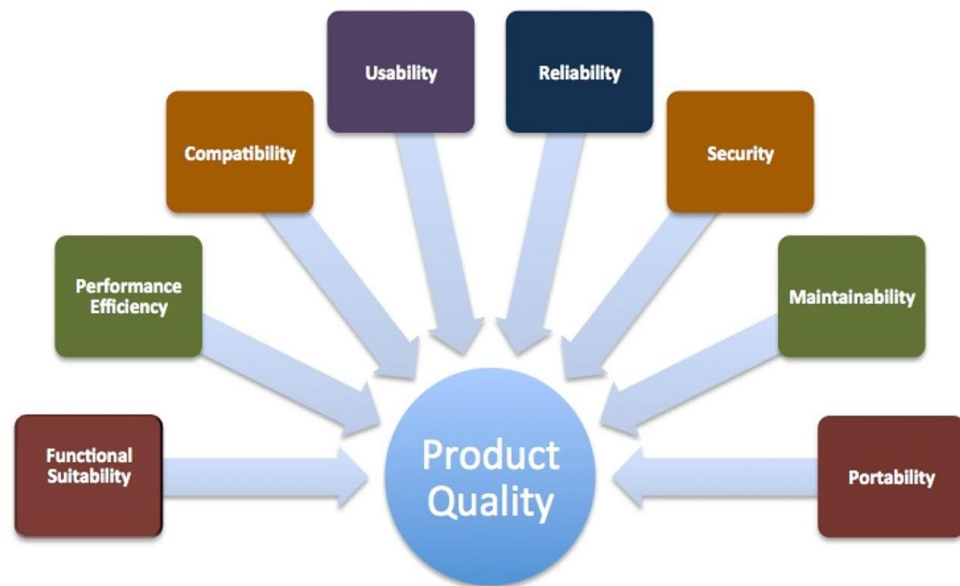 Usability
Reliability
Compatibility
Security
Performance
Efficiency
Maintainability
Functional
Suitability
Product
Quality
Portability